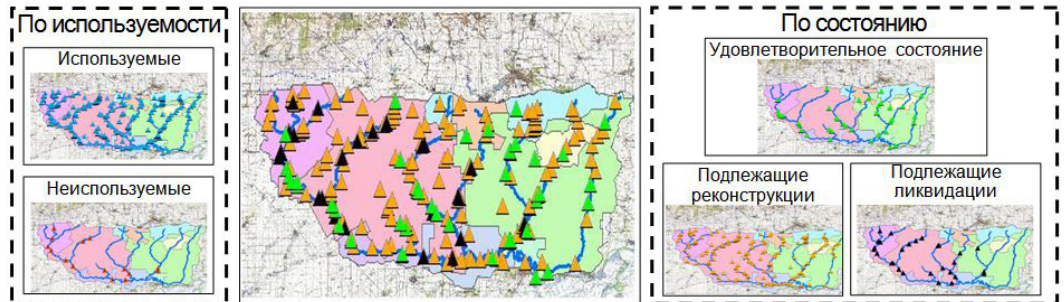 По используемости
Используемые
Неиспользуемые
По состоянию
Удовлетворительное состояние
Подлежащие
реконструкции
Подлежащие
ликвидации